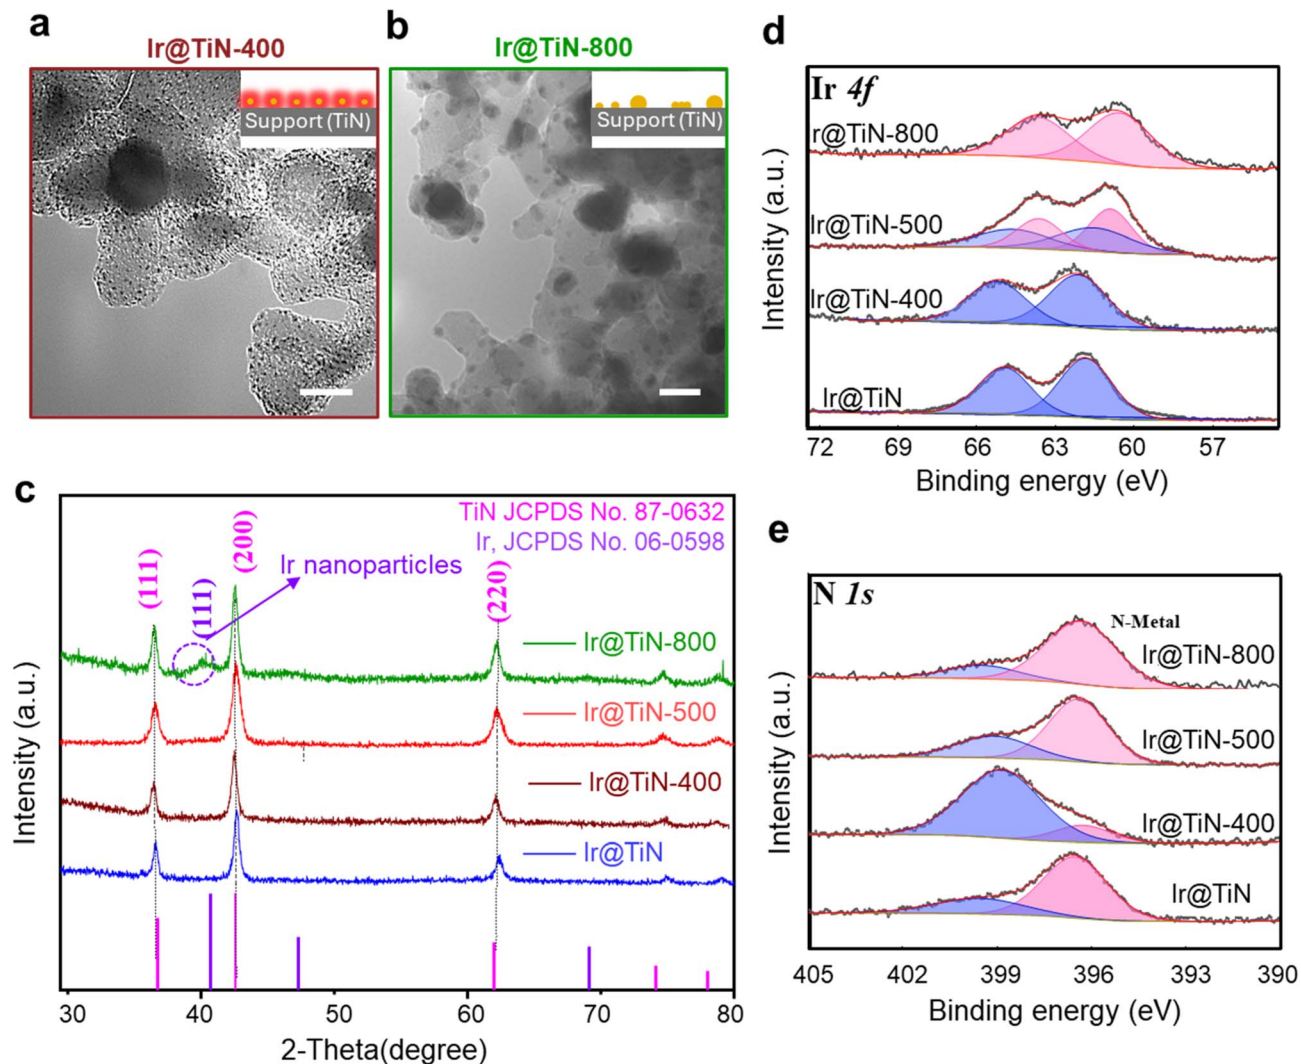 a
Ir@TiN-400
Support (TiN)
b
Ir@TiN-800
Support (TiN)
c
TiN JCPDS No. 87-0632
Ir, JCPDS No. 06-0598
(111)
(111)
(200)
Ir nanoparticles
(220)
Ir@TiN-800
Ir@TiN-500
Ir@TiN-400
Ir@TiN
Intensity (a.u.)
30 40 50 60 70 80
2-Theta(degree)
d
Ir 4f
r@TiN-800
Ir@TiN-500
Ir@TiN-400
Ir@TiN
Intensity (a.u.)
72 69 66 63 60 57
Binding energy (eV)
e
N 1s
N-Metal
Ir@TiN-800
Ir@TiN-500
Ir@TiN-400
Ir@TiN
Intensity (a.u.)
405 402 399 396 393 390
Binding energy (eV)